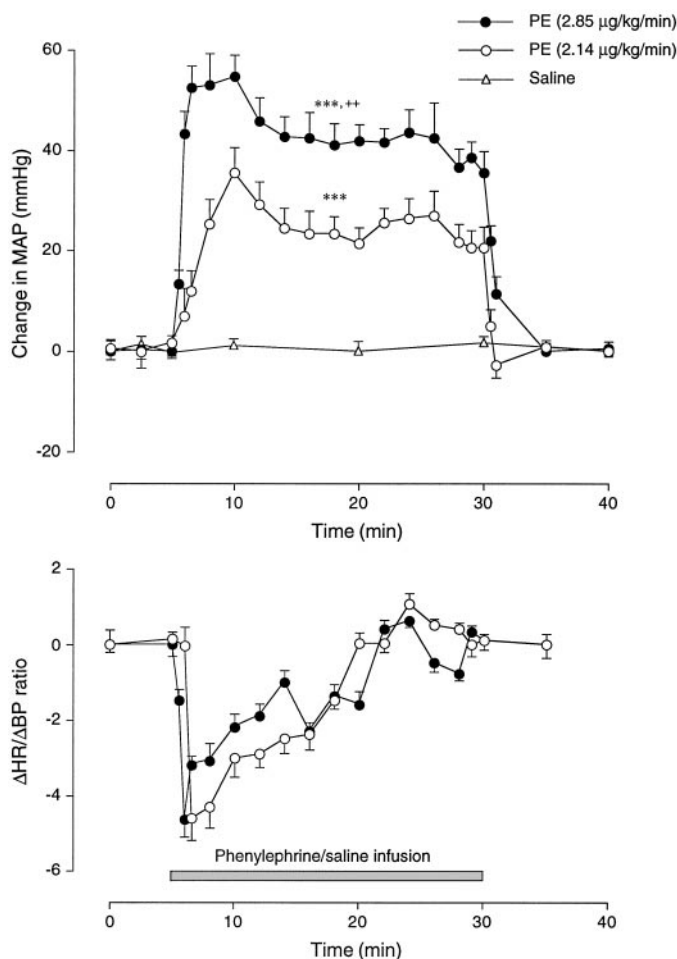 PE (2.85 µg/kg/min)
PE (2.14 µg/kg/min)
Saline
60
40
20
0
-20
Change in MAP (mmHg)
***,++
***
0 10 20 30 40
Time (min)
2
0
-2
-4
-6
ΔHR/ΔBP ratio
Phenylephrine/saline infusion
0 10 20 30 40
Time (min)